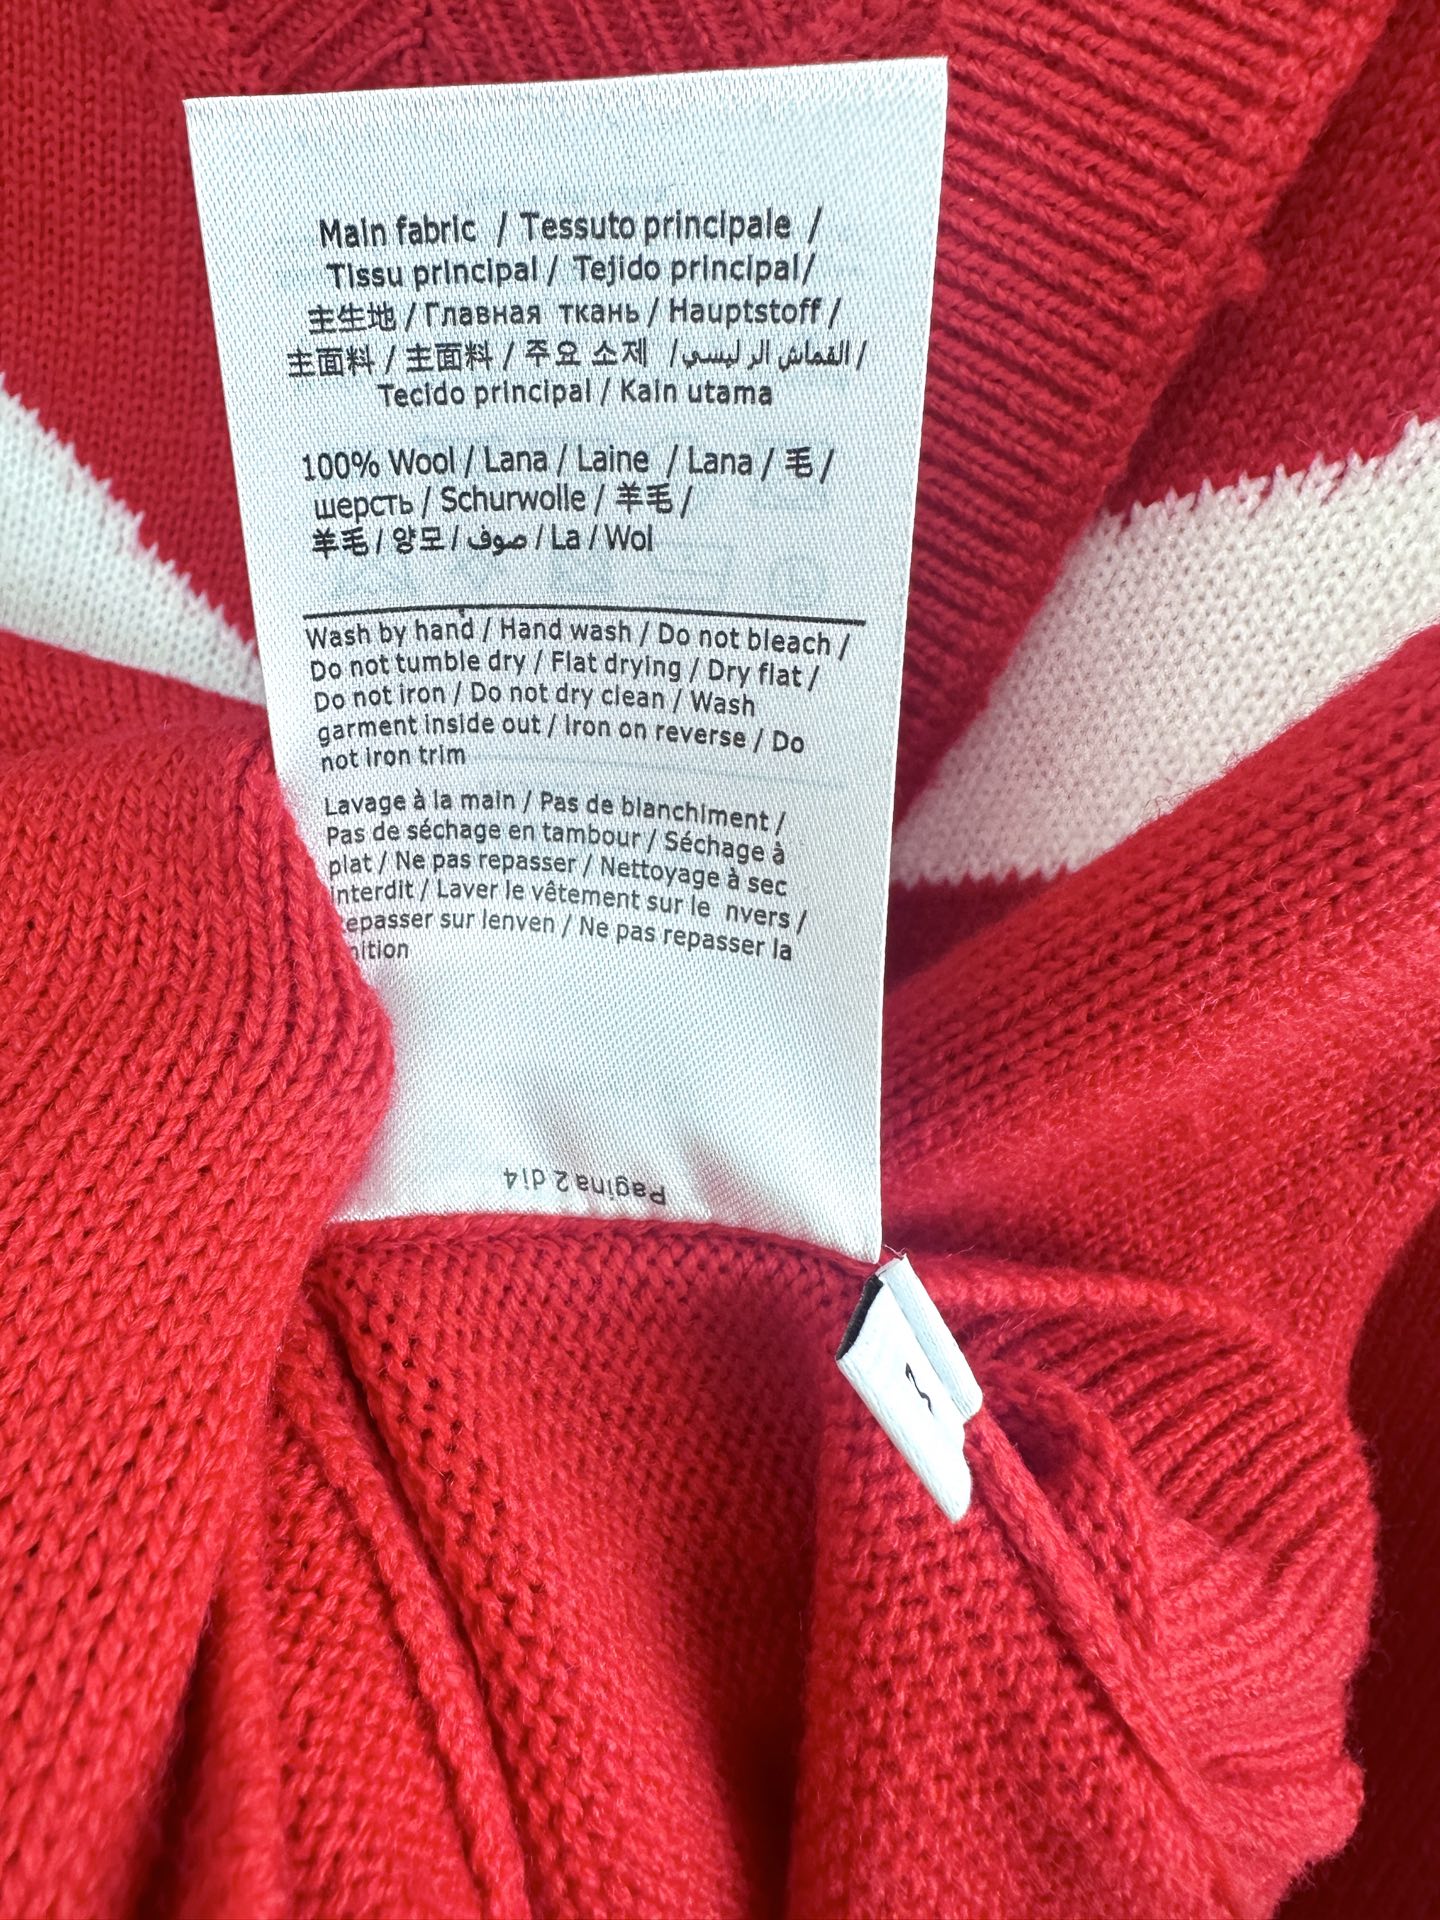 Main fabric / Tessuto principale /
Tissu principal / Tejido principal/
主生地 / Главная ткань / Hauptstoff /
主面料 / 主面料 / 주요 소제 / القماش الرئيسي /
Tecido principal / Kain utama
100% Wool / Lana / Laine / Lana / 毛 /
шерсть / Schurwolle / 羊毛 /
羊毛 / 양모 / صوف / La / Wol
Wash by hand / Hand wash / Do not bleach /
Do not tumble dry / Flat drying / Dry flat /
Do not iron / Do not dry clean / Wash
garment inside out / Iron on reverse / Do
not iron trim
Lavage à la main / Pas de blanchiment /
Pas de séchage en tambour / Séchage à
plat / Ne pas repasser / Nettoyage à sec
interdit / Laver le vêtement sur le nvers /
epasser sur lenven / Ne pas repasser la
nition
Pagina 2 di4